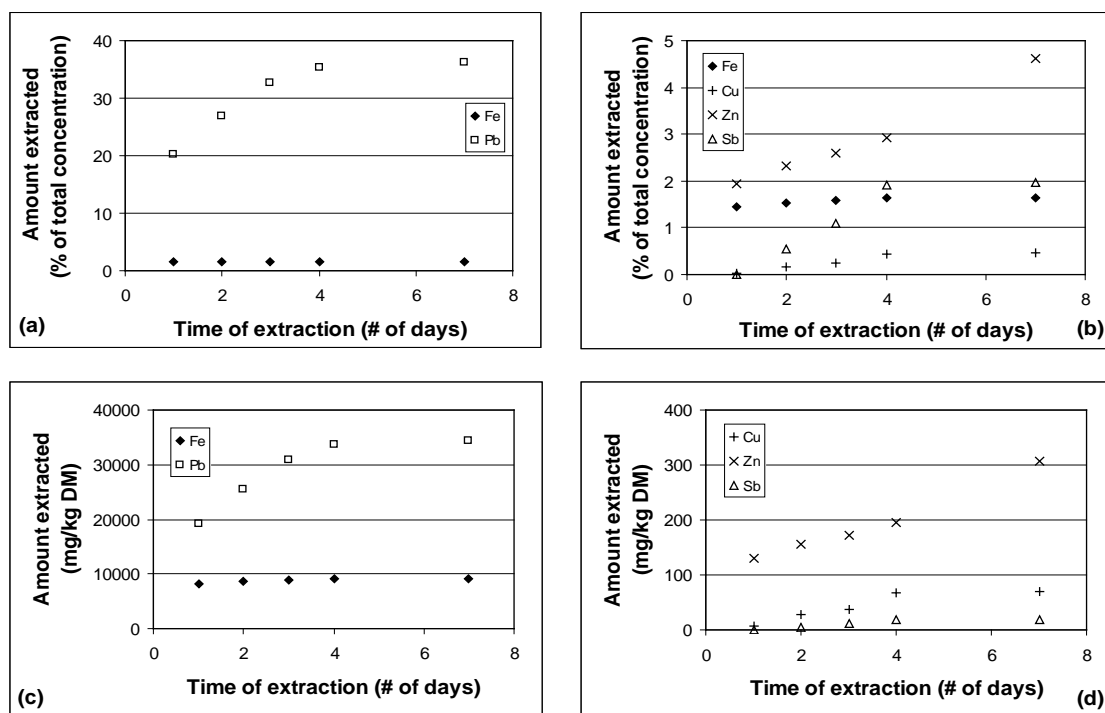 Amount extracted
(% of total concentration)
40
30
20
10
0
0 2 4 6 8
Fe
Pb
Time of extraction (# of days)
(a)
Amount extracted
(% of total concentration)
5
4
3
2
1
0
0 2 4 6 8
Fe
Cu
Zn
Sb
Time of extraction (# of days)
(b)
Amount extracted
(mg/kg DM)
40000
30000
20000
10000
0
0 2 4 6 8
Fe
Pb
Time of extraction (# of days)
(c)
Amount extracted
(mg/kg DM)
400
300
200
100
0
0 2 4 6 8
Cu
Zn
Sb
Time of extraction (# of days)
(d)